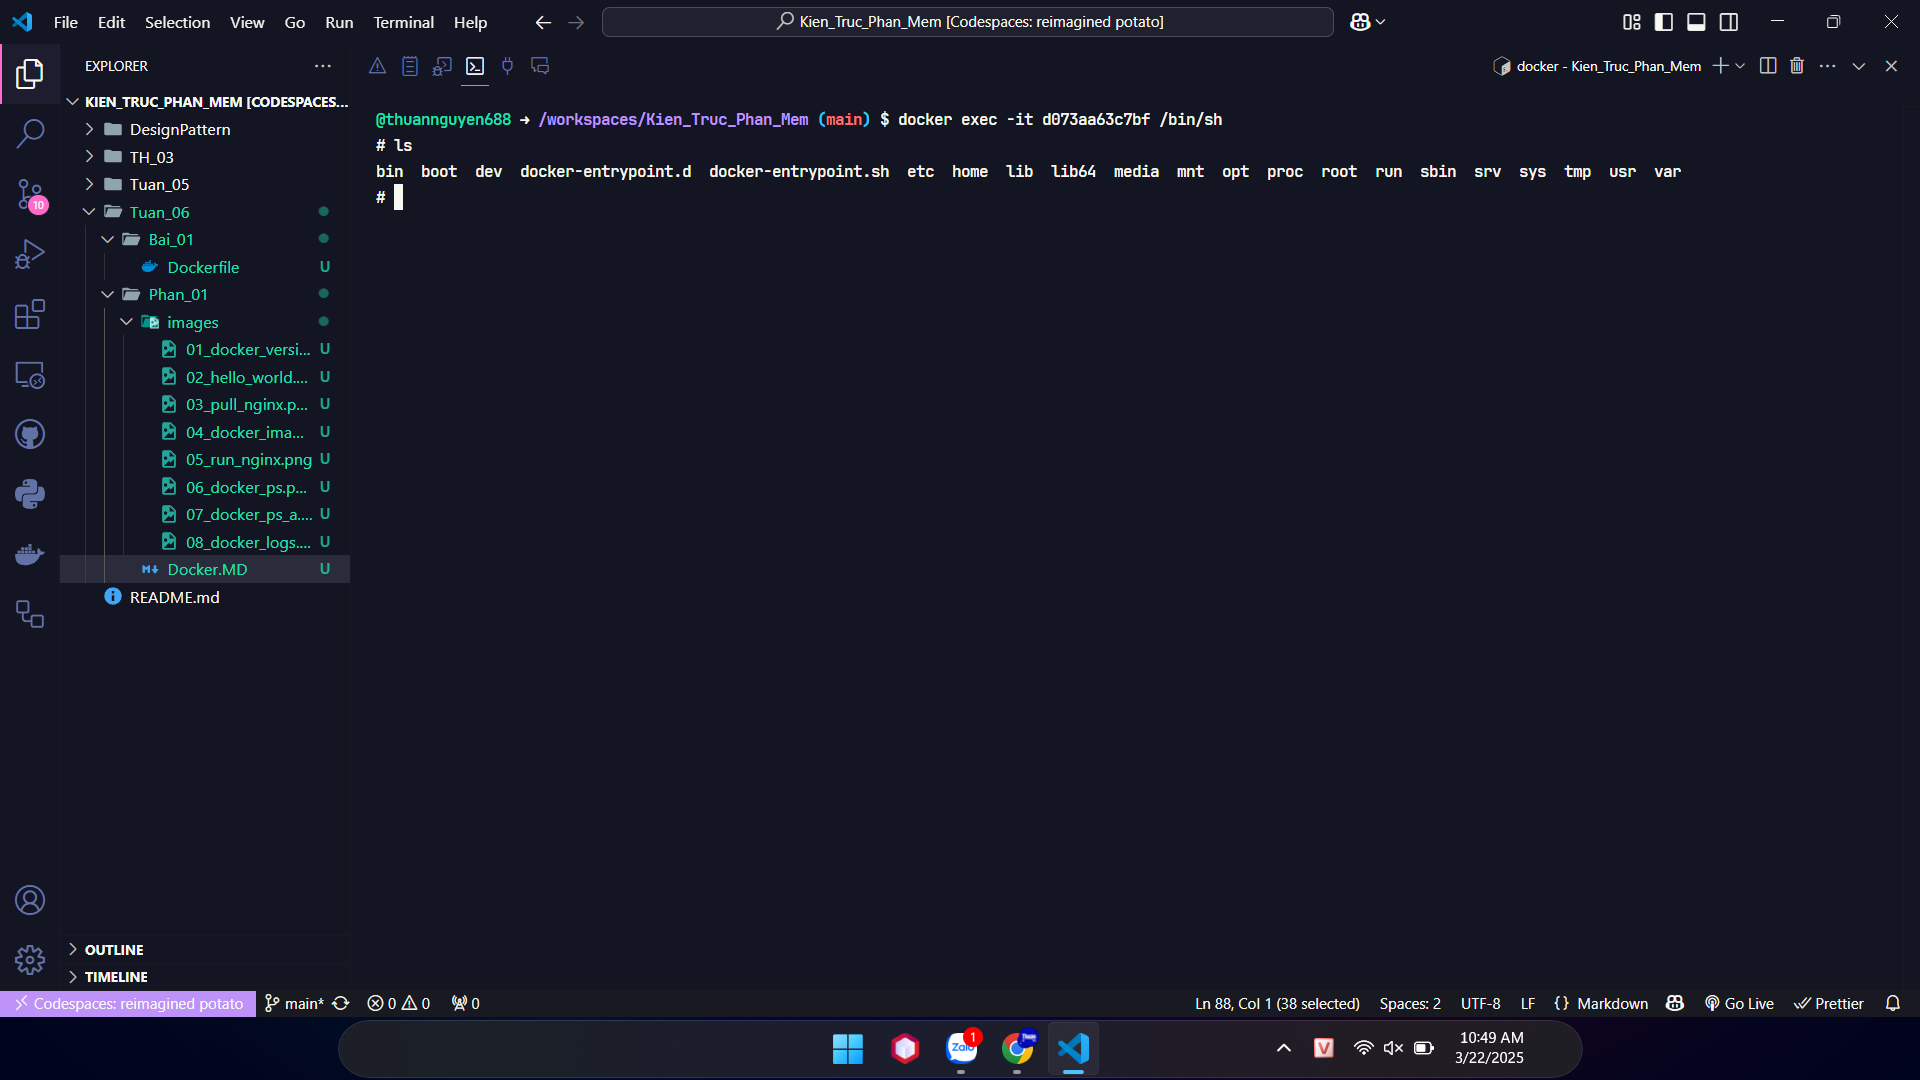 File Edit Selection View Go Run Terminal Help
Kien_Truc_Phan_Mem [Codespaces: reimagined potato]
EXPLORER
docker - Kien_Truc_Phan_Mem
KIEN_TRUC_PHAN_MEM [CODESPACES...
DesignPattern
TH_03
Tuan_05
Tuan_06
Bai_01
Dockerfile U
Phan_01
images
01_docker_versi... U
02_hello_world.... U
03_pull_nginx.p... U
04_docker_ima... U
05_run_nginx.png U
06_docker_ps.p... U
07_docker_ps_a.... U
08_docker_logs.... U
Docker.MD U
README.md
10
@thuannguyen688 → /workspaces/Kien_Truc_Phan_Mem (main) $ docker exec -it d073aa63c7bf /bin/sh
# ls
bin boot dev docker-entrypoint.d docker-entrypoint.sh etc home lib lib64 media mnt opt proc root run sbin srv sys tmp usr var
#
OUTLINE
TIMELINE
Codespaces: reimagined potato main* 0 0 0 Ln 88, Col 1 (38 selected) Spaces: 2 UTF-8 LF {} Markdown Go Live Prettier
Zalo 1
V
10:49 AM
3/22/2025